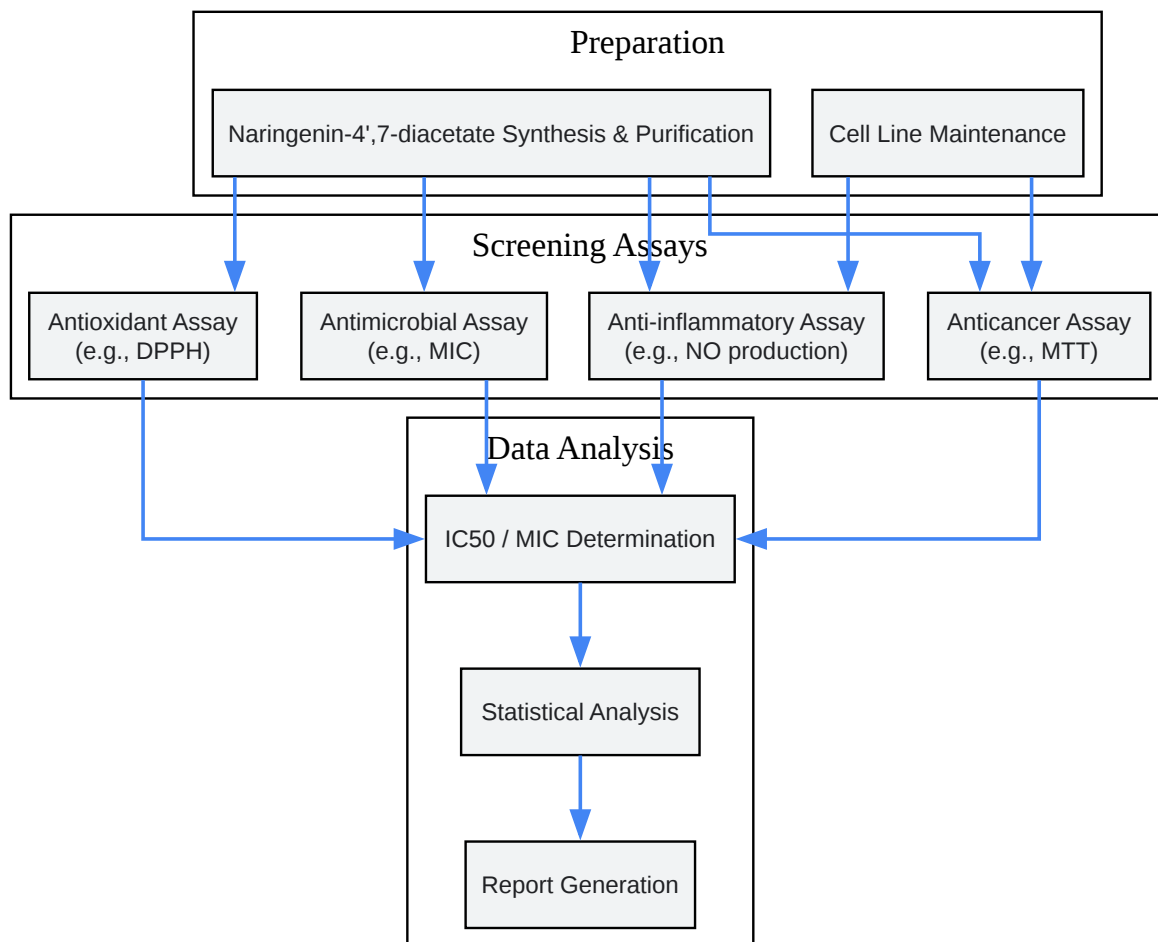 Preparation
Naringenin-4',7-diacetate Synthesis & Purification
Cell Line Maintenance
Screening Assays
Antioxidant Assay
(e.g., DPPH)
Antimicrobial Assay
(e.g., MIC)
Anti-inflammatory Assay
(e.g., NO production)
Anticancer Assay
(e.g., MTT)
Data Analysis
IC50 / MIC Determination
Statistical Analysis
Report Generation